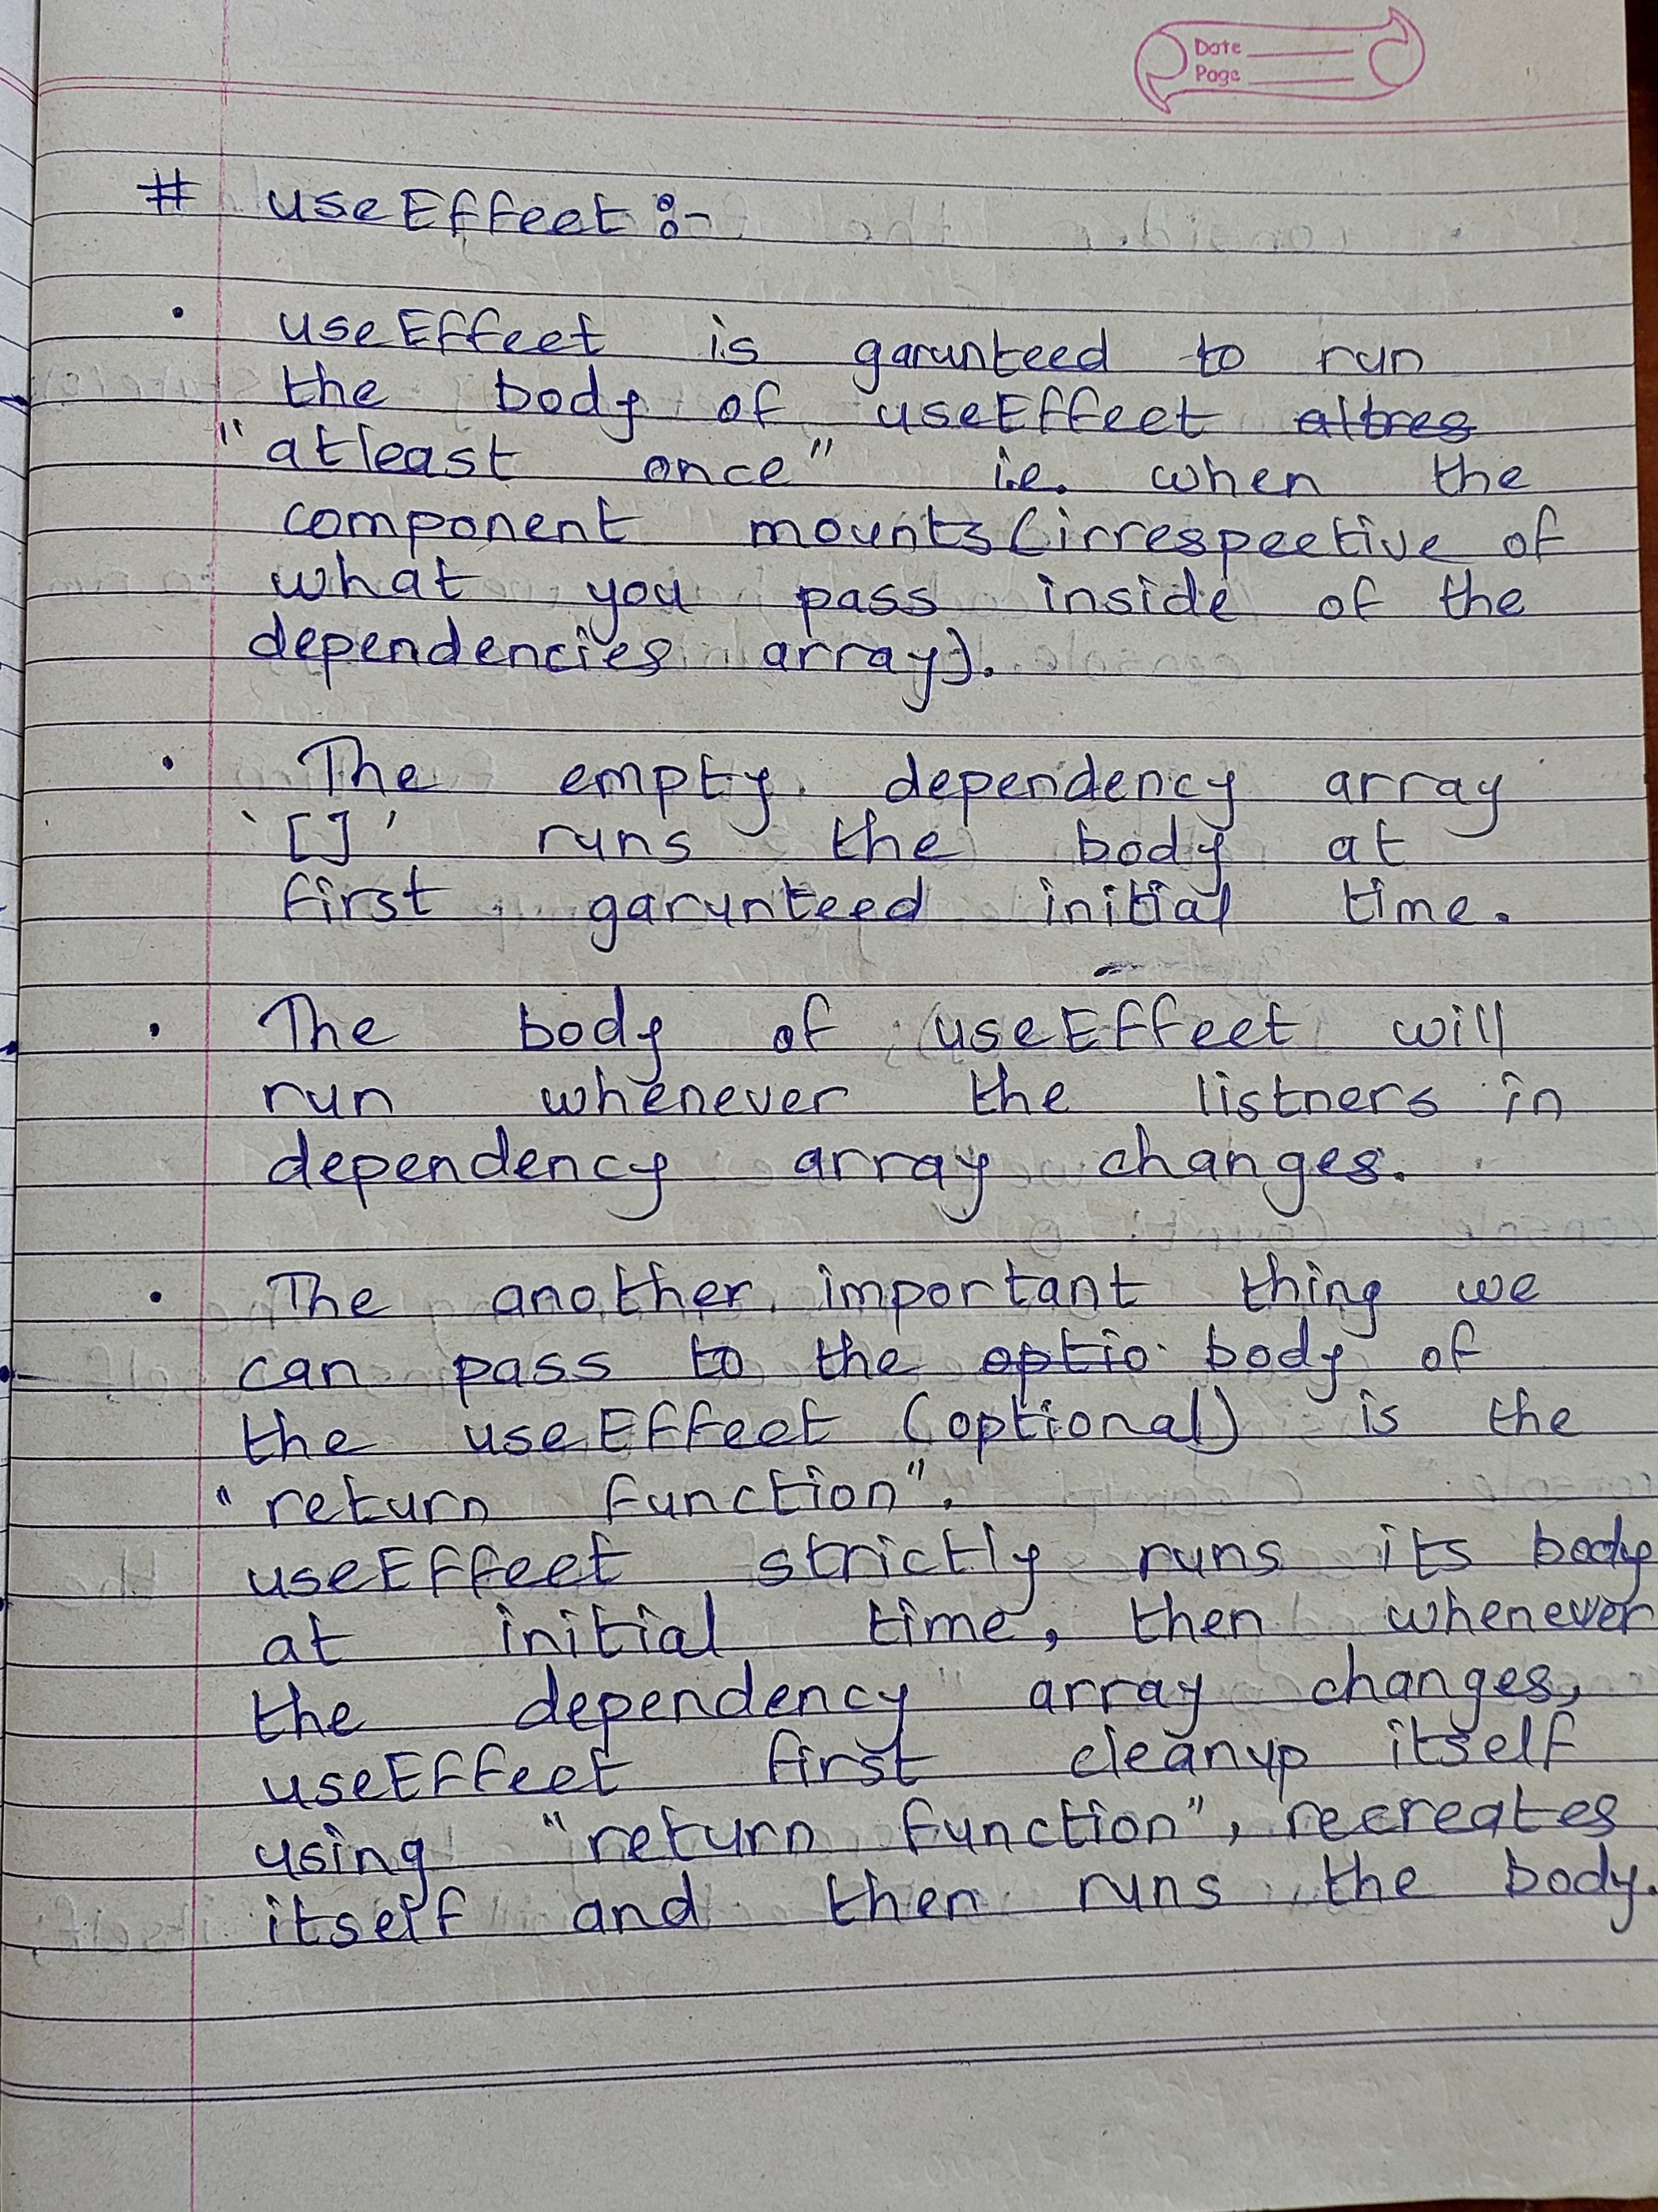 Date
Page
# useEffect :-
• useEffect is garunteed to run
the body of useEffect
"atleast once" i.e. when the
component mounts (irrespective of
what you pass inside of the
dependencies array).
• The empty dependency array
`[]' runs the body at
first garunteed initial time.
• The body of useEffect will
run whenever the listners in
dependency array changes.
• The another important thing we
can pass to the optio body of
the useEffect (optional) is the
"return function".
useEffect strictly runs its body
at initial time, then whenever
the dependency array changes,
useEffect first cleanup itself
using "return function", recreates
itself and then runs the body.